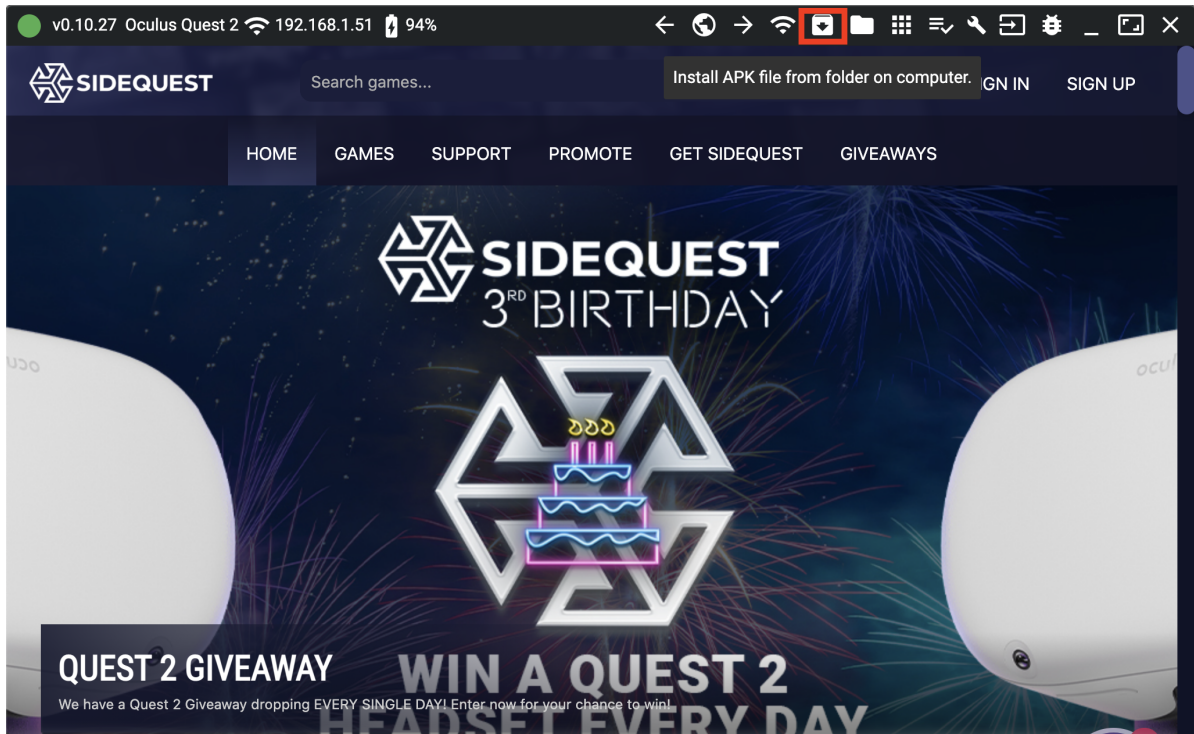 v0.10.27 Oculus Quest 2 192.168.1.51 94%
SIDEQUEST
Search games...
Install APK file from folder on computer.
GN IN
SIGN UP
HOME GAMES SUPPORT PROMOTE GET SIDEQUEST GIVEAWAYS
SIDEQUEST
3RD BIRTHDAY
ocul
QUEST 2 GIVEAWAY
We have a Quest 2 Giveaway dropping EVERY SINGLE DAY! Enter now for your chance to win!
WIN A QUEST 2
HEADSET EVERY DAY